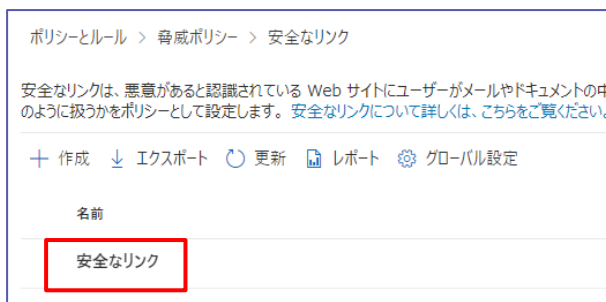 ポリシーとルール > 脅威ポリシー > 安全なリンク
安全なリンクは、悪意があると認識されている Web サイトにユーザーがメールやドキュメントの中
のように扱うかをポリシーとして設定します。 安全なリンクについて詳しくは、こちらをご覧ください。
＋ 作成 ↓ エクスポート 更新 レポート グローバル設定
名前
安全なリンク